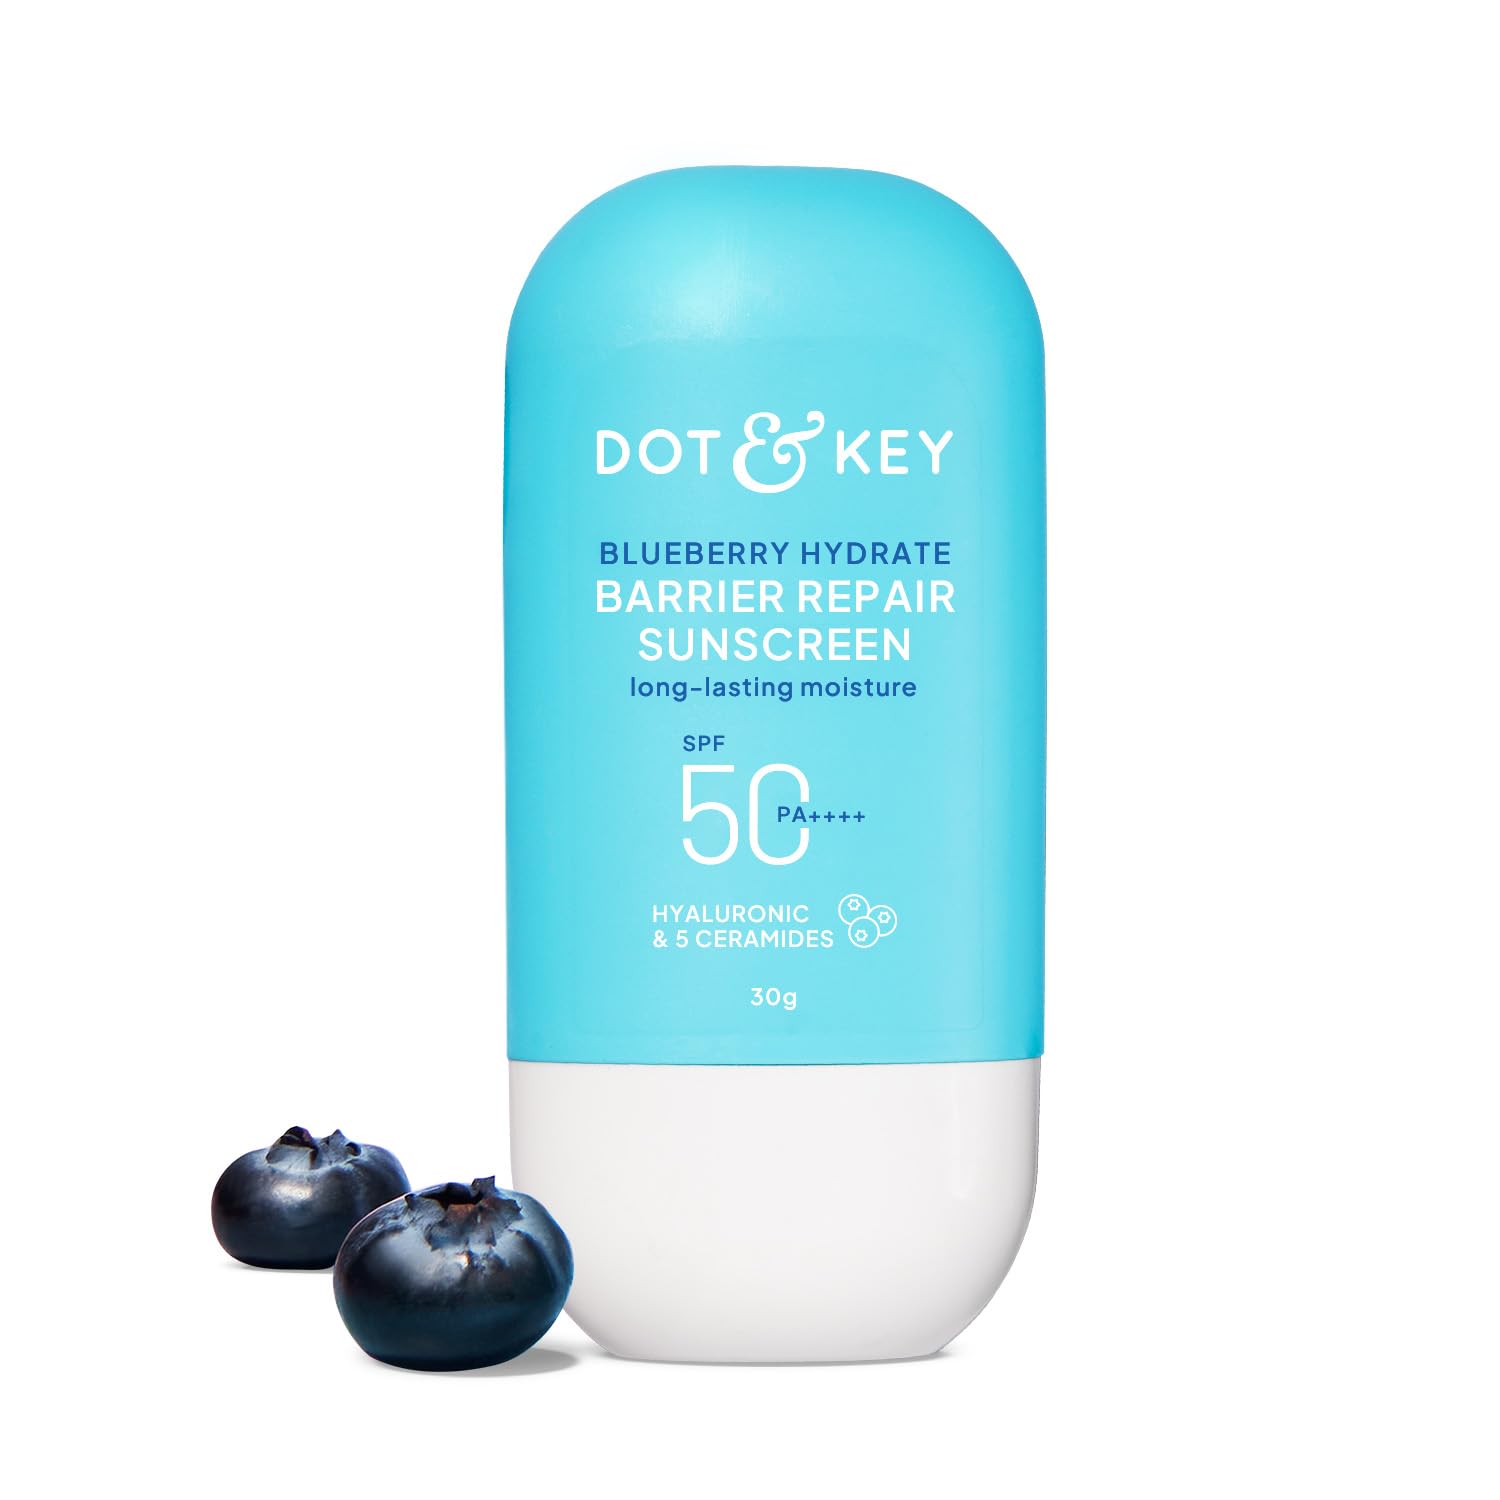 DOT & KEY
BLUEBERRY HYDRATE
BARRIER REPAIR
SUNSCREEN
long-lasting moisture
SPF
50
PA++++
HYALURONIC
& 5 CERAMIDES
30g